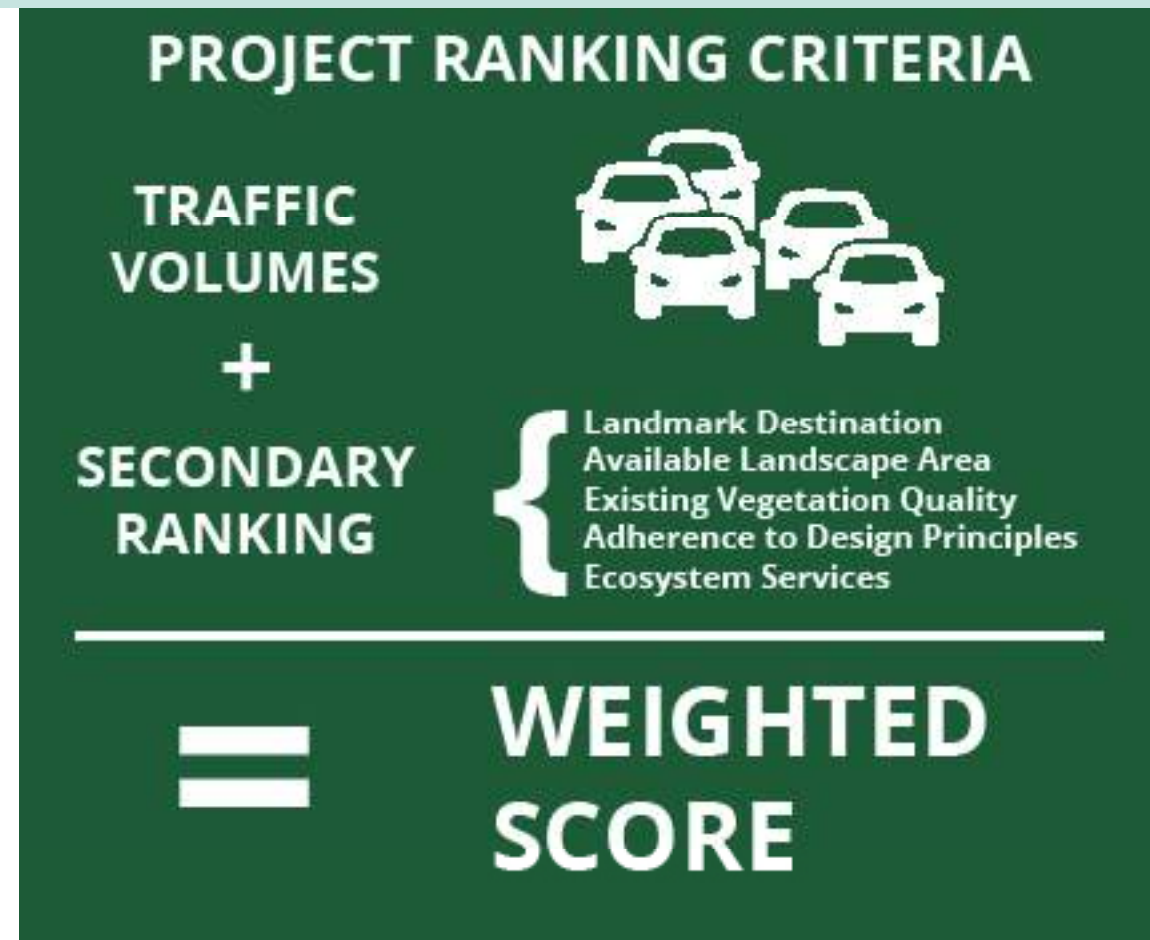 PROJECT RANKING CRITERIA
TRAFFIC
VOLUMES
+
SECONDARY
RANKING
{
Landmark Destination
Available Landscape Area
Existing Vegetation Quality
Adherence to Design Principles
Ecosystem Services
=
WEIGHTED
SCORE